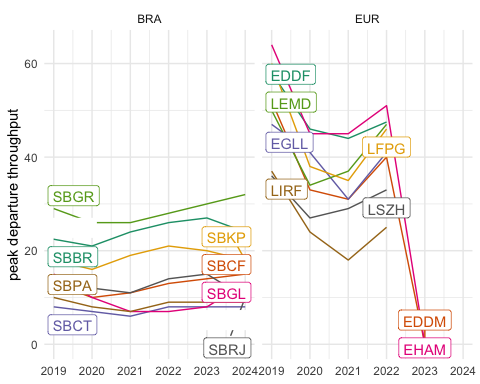 BRA EUR
peak departure throughput
60
40
20
0
SBGR
SBBR
SBPA
SBCT
SBKP
SBCF
SBGL
SBRJ
EDDF
LEMD
EGLL
LFPG
LIRF
LSZH
EDDM
EHAM
2019 2020 2021 2022 2023 2024 2019 2020 2021 2022 2023 2024